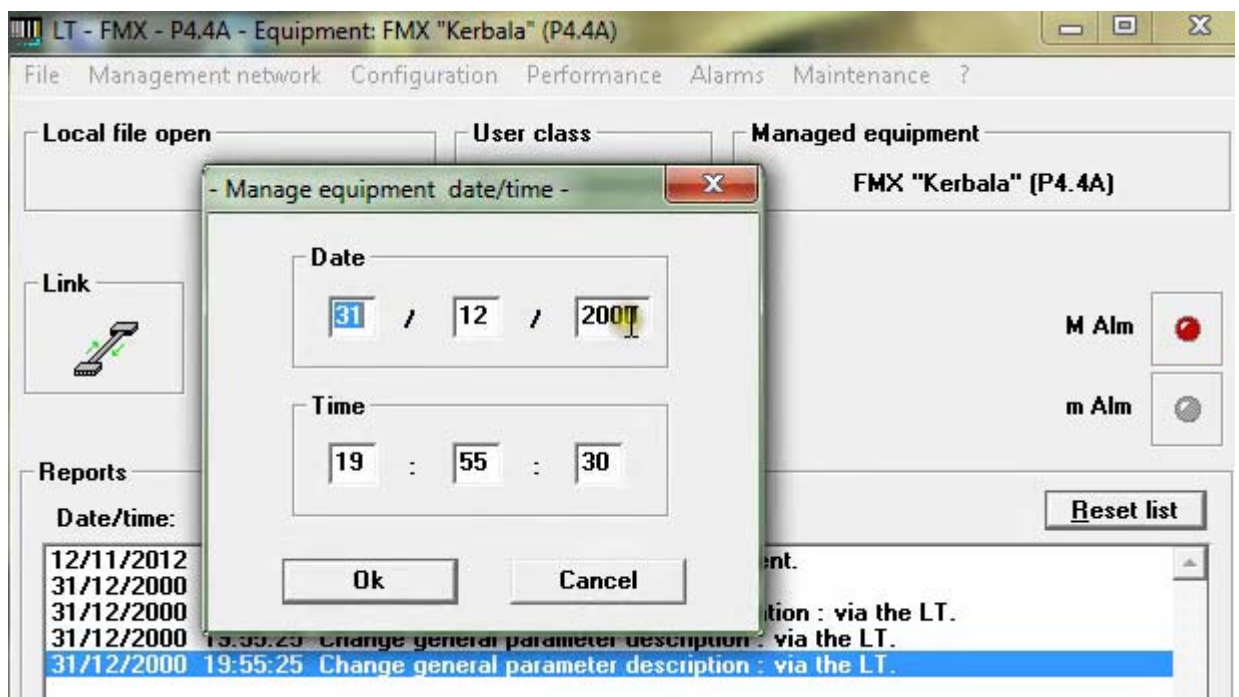 LT - FMX - P4.4A - Equipment: FMX "Kerbala" (P4.4A)
File Management network Configuration Performance Alarms Maintenance ?
Local file open
User class
Managed equipment
FMX "Kerbala" (P4.4A)
- Manage equipment date/time -
Date
31 / 12 / 200
Link
M Alm
Time
m Alm
19 : 55 : 30
Reports
Date/time:
Reset list
Ok
Cancel
12/11/2012
31/12/2000
31/12/2000 : via the LT.
31/12/2000 19:55:25 Change general parameter description : via the LT.
31/12/2000 19:55:25 Change general parameter description : via the LT.